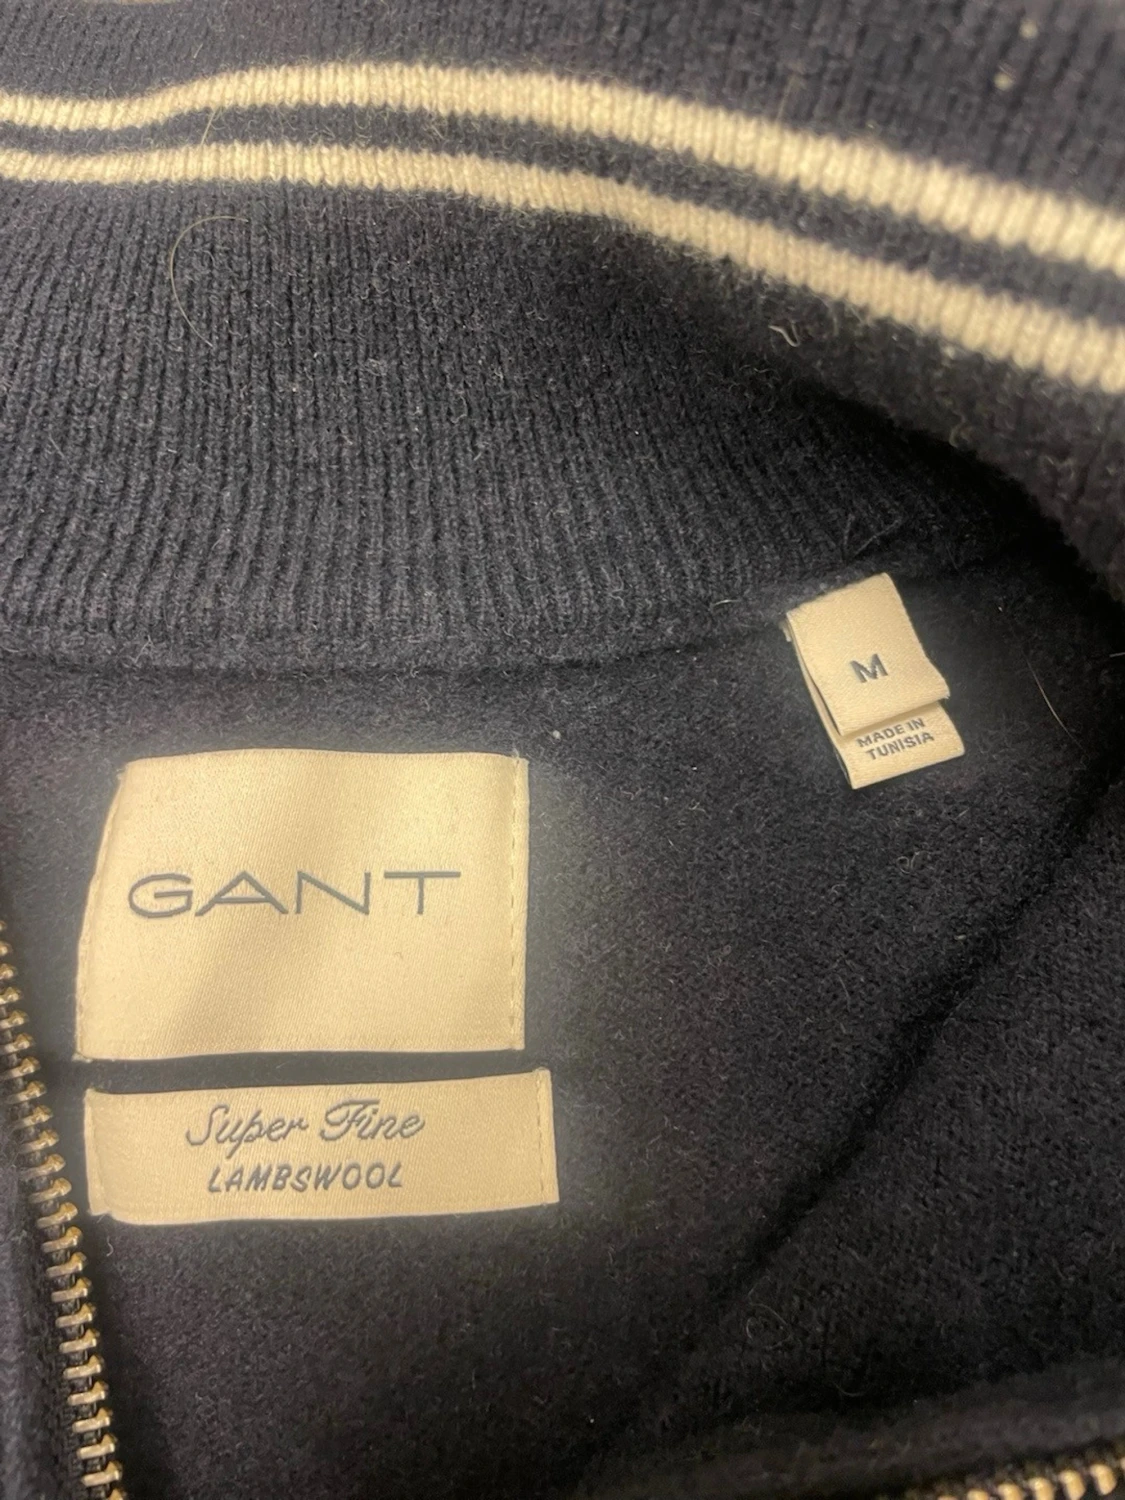 M
MADE IN
TUNISIA
GANT
Super Fine
LAMBSWOOL